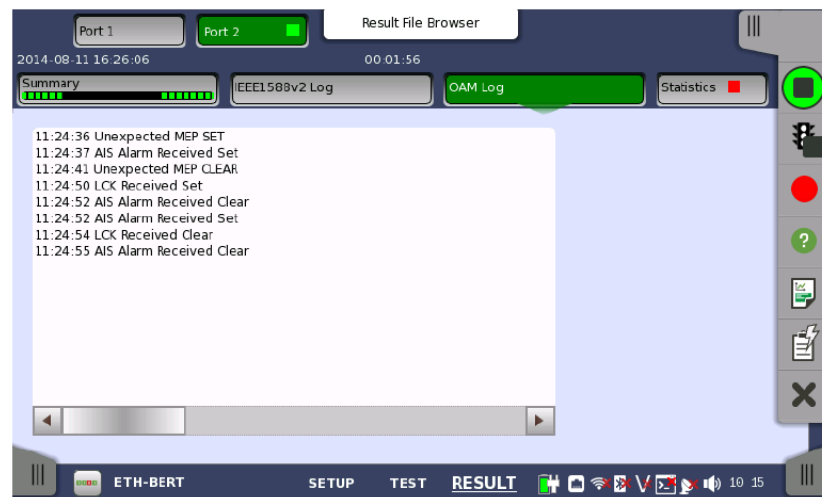 Port 1
Port 2
Result File Browser
2014-08-11 16:26:06
00:01:56
Summary
IEEE1588v2 Log
OAM Log
Statistics
11:24:36 Unexpected MEP SET
11:24:37 AIS Alarm Received Set
11:24:41 Unexpected MEP CLEAR
11:24:50 LCK Received Set
11:24:52 AIS Alarm Received Clear
11:24:52 AIS Alarm Received Set
11:24:54 LCK Received Clear
11:24:55 AIS Alarm Received Clear
ETH-BERT
SETUP
TEST
RESULT
10 15